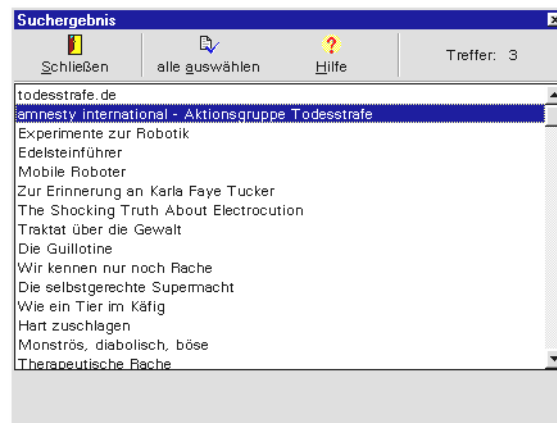 Suchergebnis
Schließen alle auswählen Hilfe Treffer: 3
todesstrafe.de
amnesty international - Aktionsgruppe Todesstrafe
Experimente zur Robotik
Edelsteinführer
Mobile Roboter
Zur Erinnerung an Karla Faye Tucker
The Shocking Truth About Electrocution
Traktat über die Gewalt
Die Guillotine
Wir kennen nur noch Rache
Die selbstgerechte Supermacht
Wie ein Tier im Käfig
Hart zuschlagen
Monströs, diabolisch, böse
Therapeutische Rache